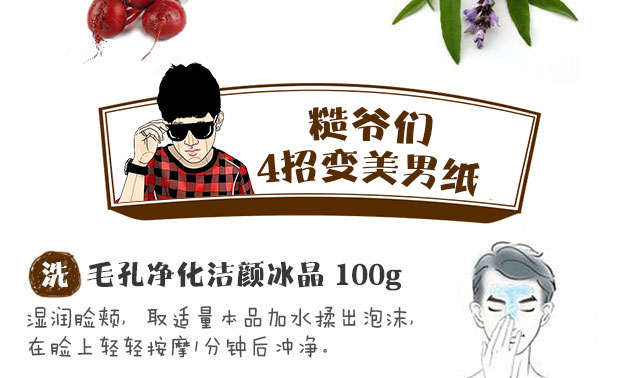 糙爷们
4招变美男纸
洗 毛孔净化洁颜冰晶 100g
湿润脸颊, 取适量本品加水揉出泡沫,
在脸上轻轻按摩1分钟后冲净。